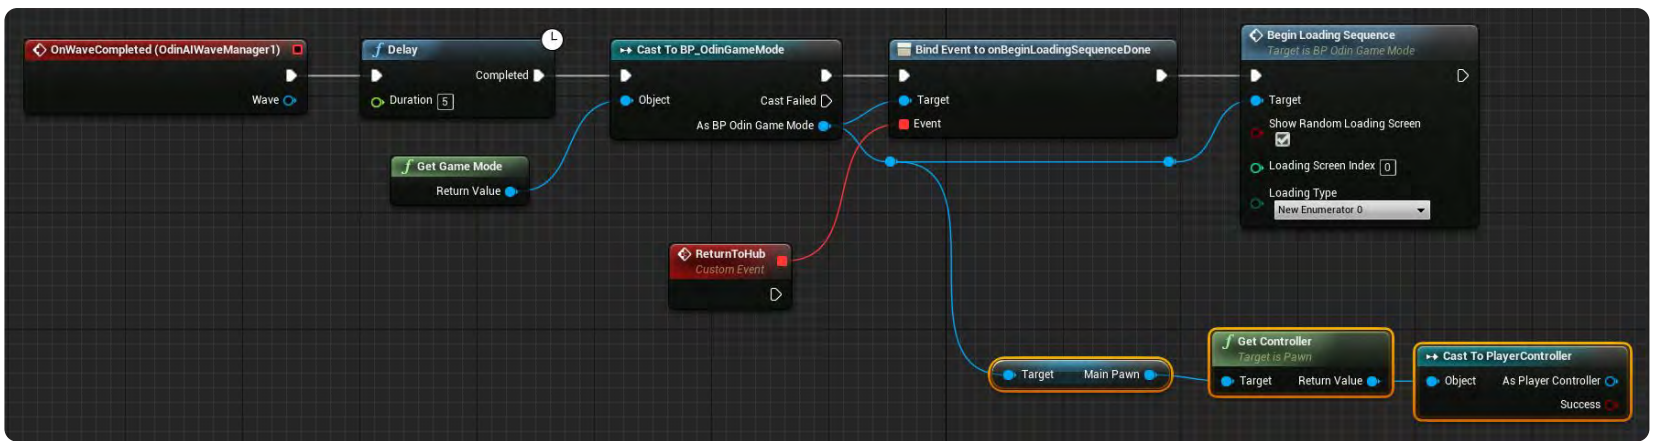 OnWaveCompleted (OdinAIWaveManager1)
Wave
Delay
Completed
Duration 5
Get Game Mode
Return Value
Cast To BP_OdinGameMode
Object
Cast Failed
As BP Odin Game Mode
Bind Event to onBeginLoadingSequenceDone
Target
Event
Begin Loading Sequence
Target is BP Odin Game Mode
Target
Show Random Loading Screen
Loading Screen Index 0
Loading Type
New Enumerator 0
ReturnToHub
Custom Event
Target Main Pawn
Get Controller
Target is Pawn
Target Return Value
Cast To PlayerController
Object As Player Controller
Success